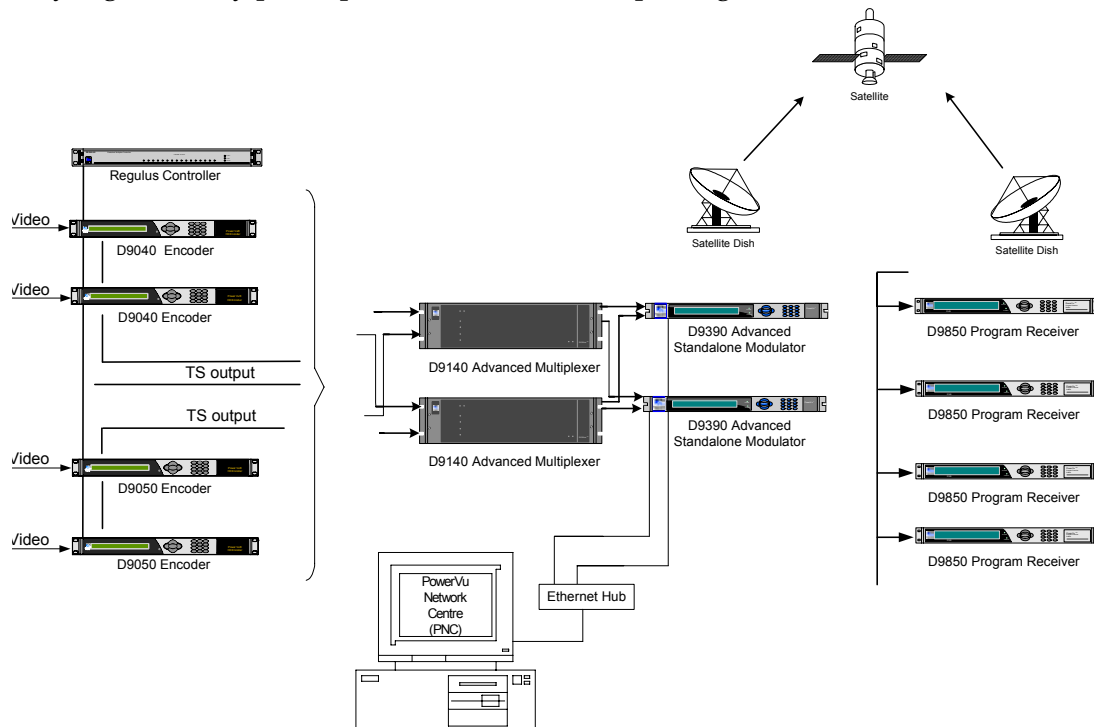 Satellite
Regulus Controller
Video
D9040  Encoder
Satellite Dish
Satellite Dish
Video
D9040 Encoder
D9390 Advanced
Standalone Modulator
D9850 Program Receiver
D9140 Advanced Multiplexer
TS output
TS output
D9850 Program Receiver
D9390 Advanced
Standalone Modulator
Video
D9140 Advanced Multiplexer
D9050 Encoder
D9850 Program Receiver
Video
D9050 Encoder
D9850 Program Receiver
PowerVu
Network
Centre
(PNC)
Ethernet Hub